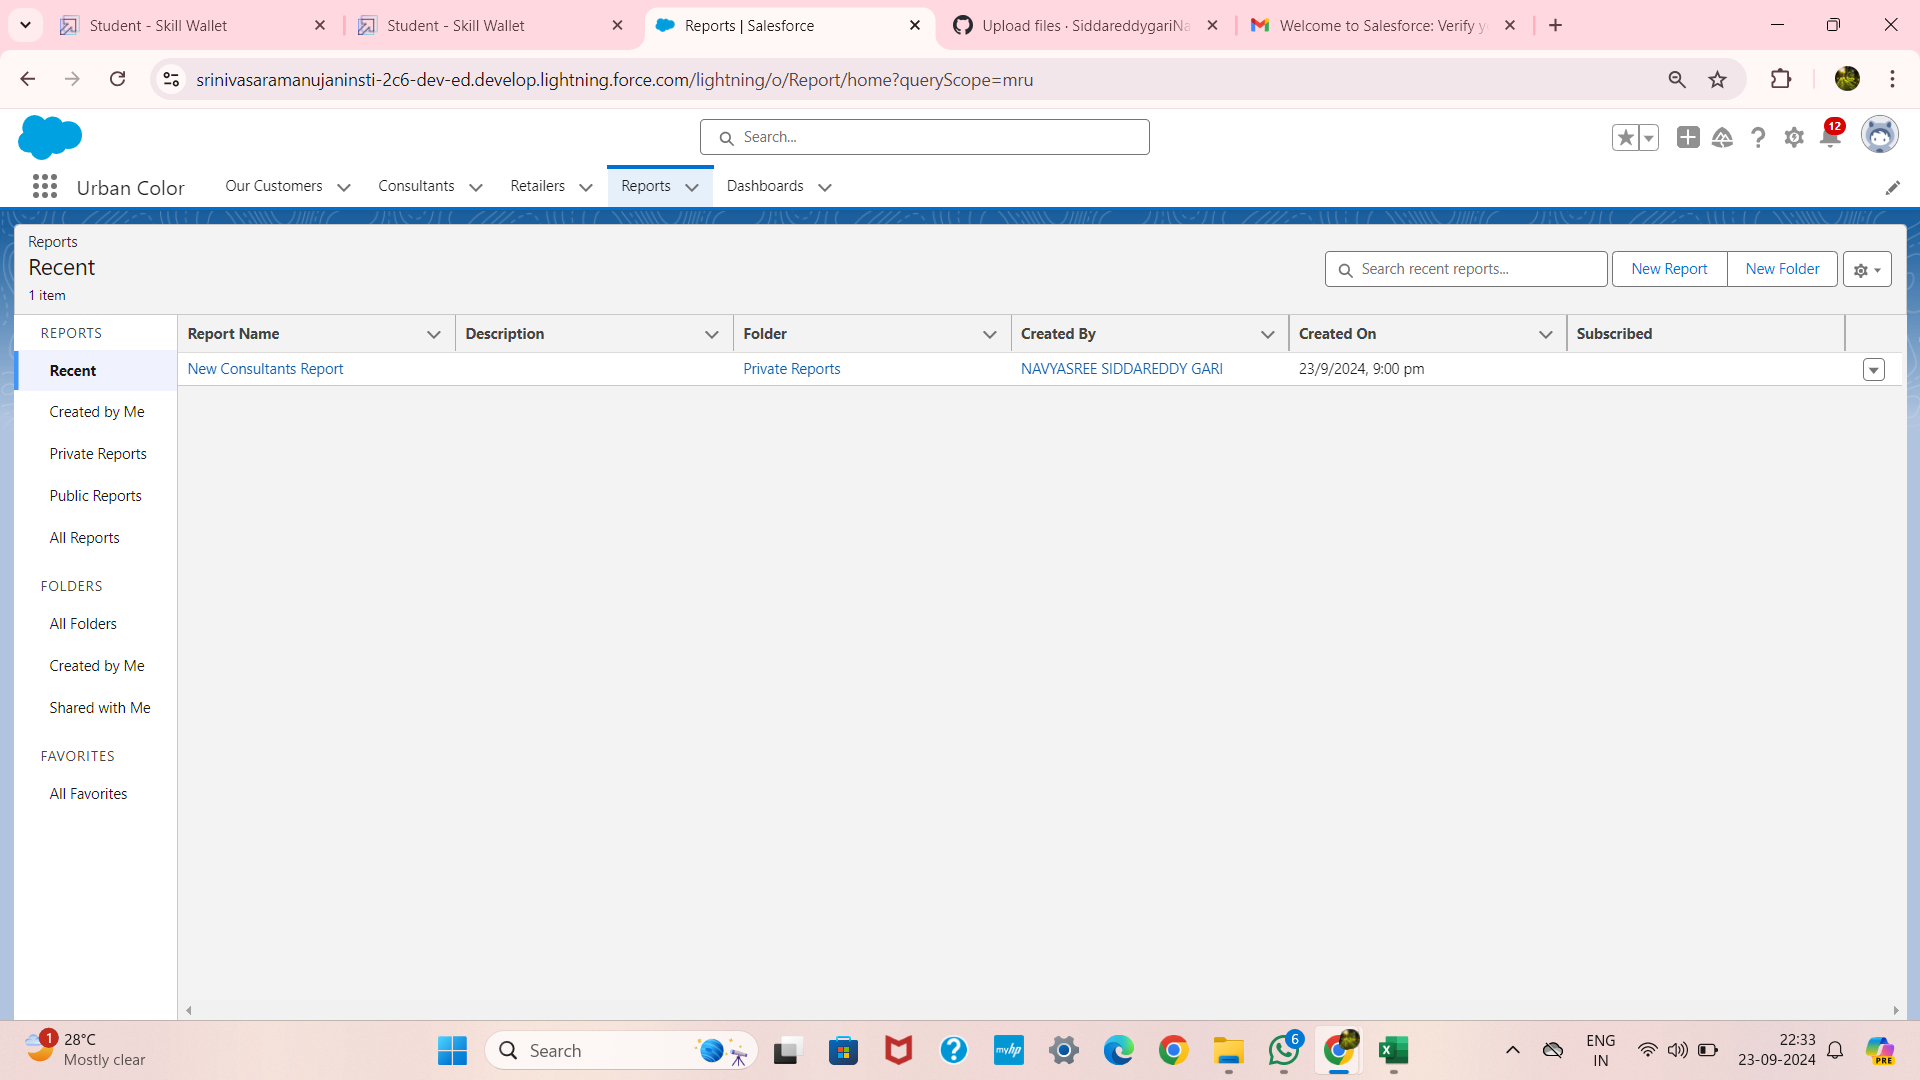 Student - Skill Wallet
Student - Skill Wallet
Reports | Salesforce
Upload files · SiddareddygariNa
Welcome to Salesforce: Verify y
srinivasaramanujaninsti-2c6-dev-ed.develop.lightning.force.com/lightning/o/Report/home?queryScope=mru
Search...
12
Urban Color
Our Customers
Consultants
Retailers
Reports
Dashboards
Reports
Recent
1 item
Search recent reports...
New Report
New Folder
REPORTS
Recent
Created by Me
Private Reports
Public Reports
All Reports
FOLDERS
All Folders
Created by Me
Shared with Me
FAVORITES
All Favorites
Report Name
Description
Folder
Created By
Created On
Subscribed
New Consultants Report
Private Reports
NAVYASREE SIDDAREDDY GARI
23/9/2024, 9:00 pm
1
28°C
Mostly clear
Search
myhp
6
ENG
IN
22:33
23-09-2024
PRE